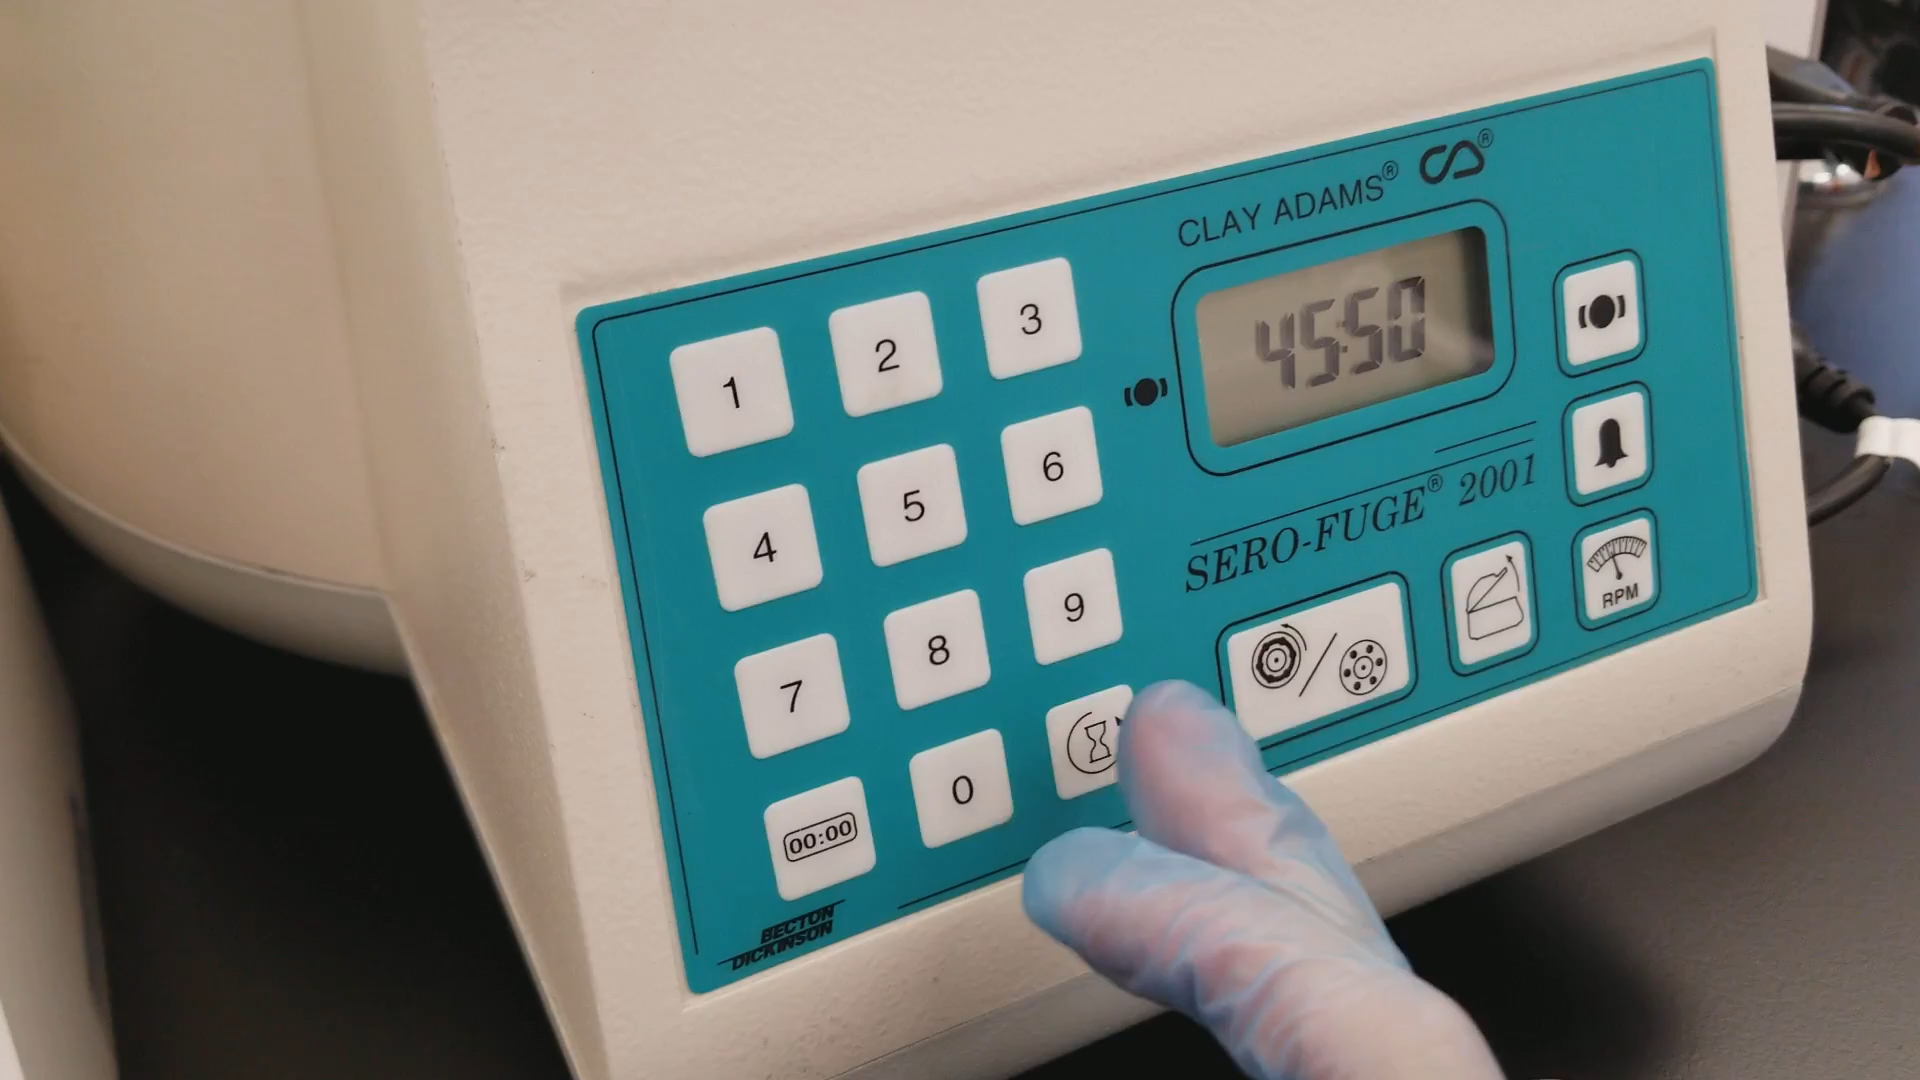 CLAY ADAMS®
45:50
1 2 3
4 5 6
7 8 9
00:00 0
SERO-FUGE® 2001
RPM
BECTON
DICKINSON